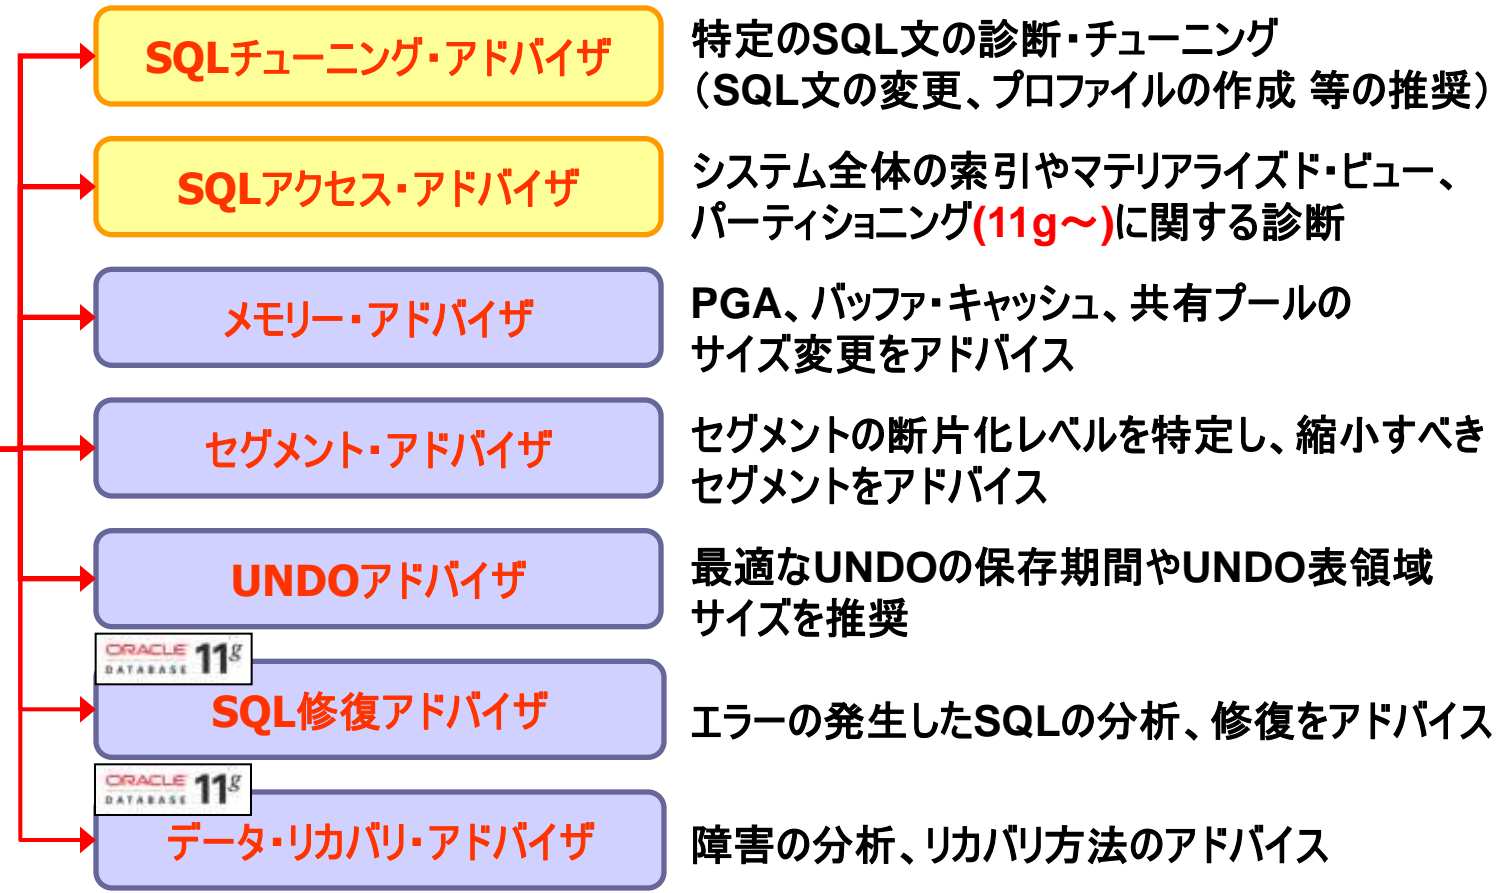 SQLチューニング・アドバイザ
特定のSQL文の診断・チューニング
（SQL文の変更、プロファイルの作成 等の推奨）
SQLアクセス・アドバイザ
システム全体の索引やマテリアライズド・ビュー、
パーティショニング(11g～)に関する診断
メモリー・アドバイザ
PGA、バッファ・キャッシュ、共有プールの
サイズ変更をアドバイス
セグメント・アドバイザ
セグメントの断片化レベルを特定し、縮小すべき
セグメントをアドバイス
UNDOアドバイザ
最適なUNDOの保存期間やUNDO表領域
サイズを推奨
ORACLE
DATABASE 11g
SQL修復アドバイザ
エラーの発生したSQLの分析、修復をアドバイス
ORACLE
DATABASE 11g
データ・リカバリ・アドバイザ
障害の分析、リカバリ方法のアドバイス